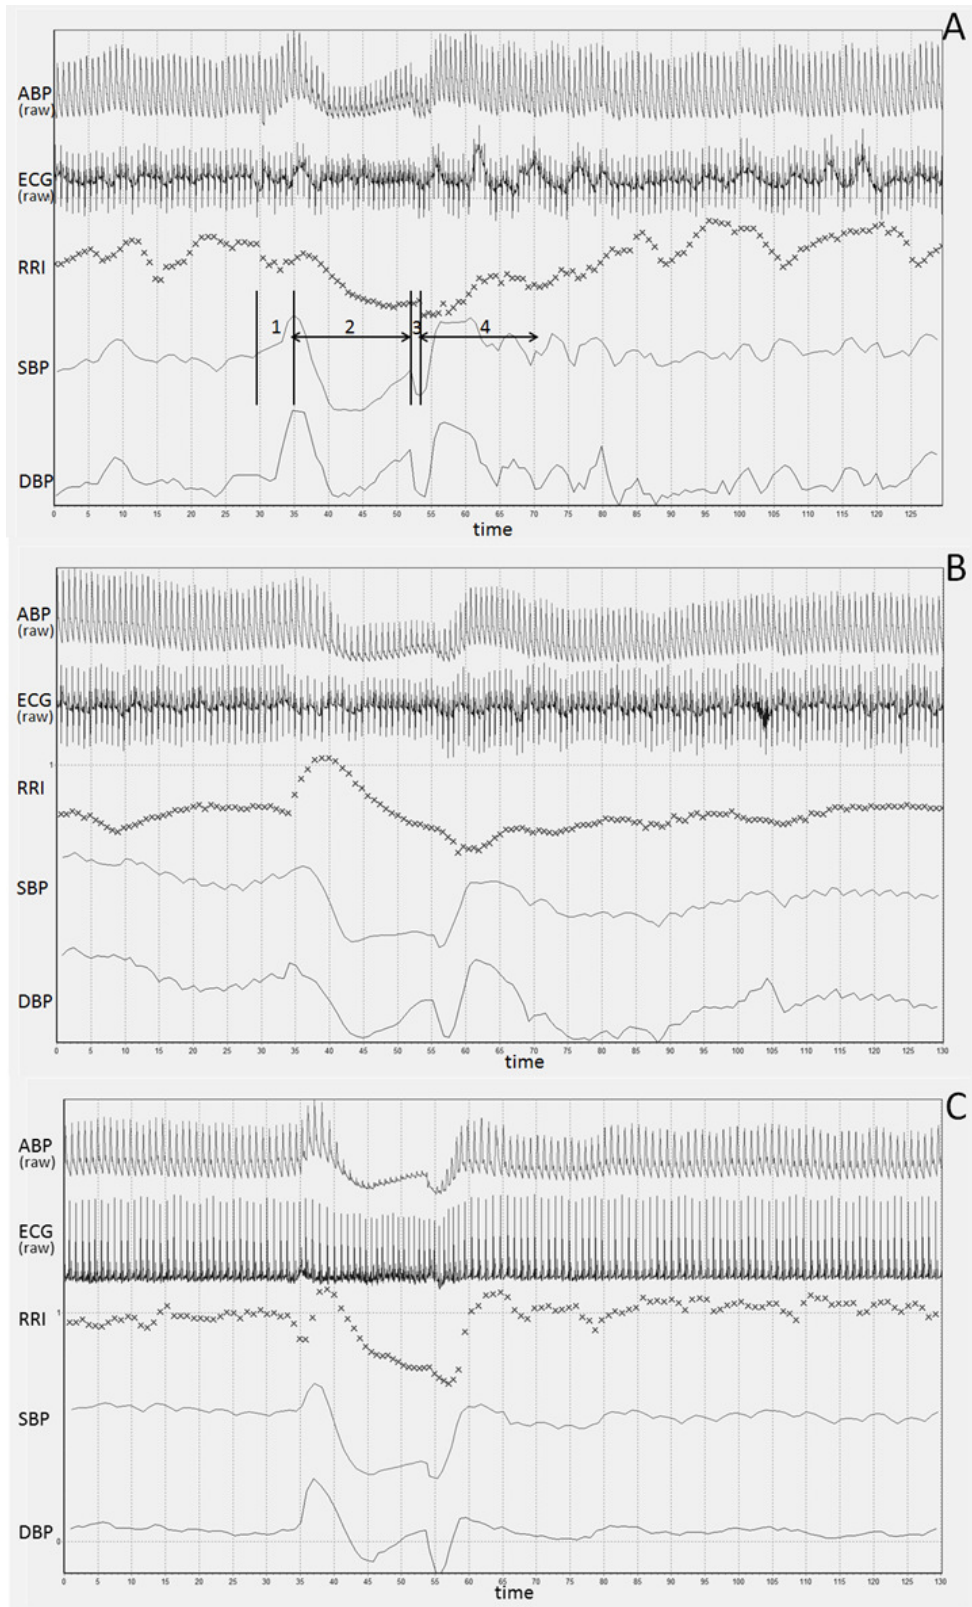 A
ABP
(raw)
ECG
(raw)
RRI
1 2 3 4
SBP
DBP
0 5 10 15 20 25 30 35 40 45 50 55 60 65 70 75 80 85 90 95 100 105 110 115 120 125
time
B
ABP
(raw)
ECG
(raw)
1
RRI
SBP
DBP
0 5 10 15 20 25 30 35 40 45 50 55 60 65 70 75 80 85 90 95 100 105 110 115 120 125 130
time
C
ABP
(raw)
ECG
(raw)
RRI 1
SBP
DBP
0
0 5 10 15 20 25 30 35 40 45 50 55 60 65 70 75 80 85 90 95 100 105 110 115 120 125 130
time